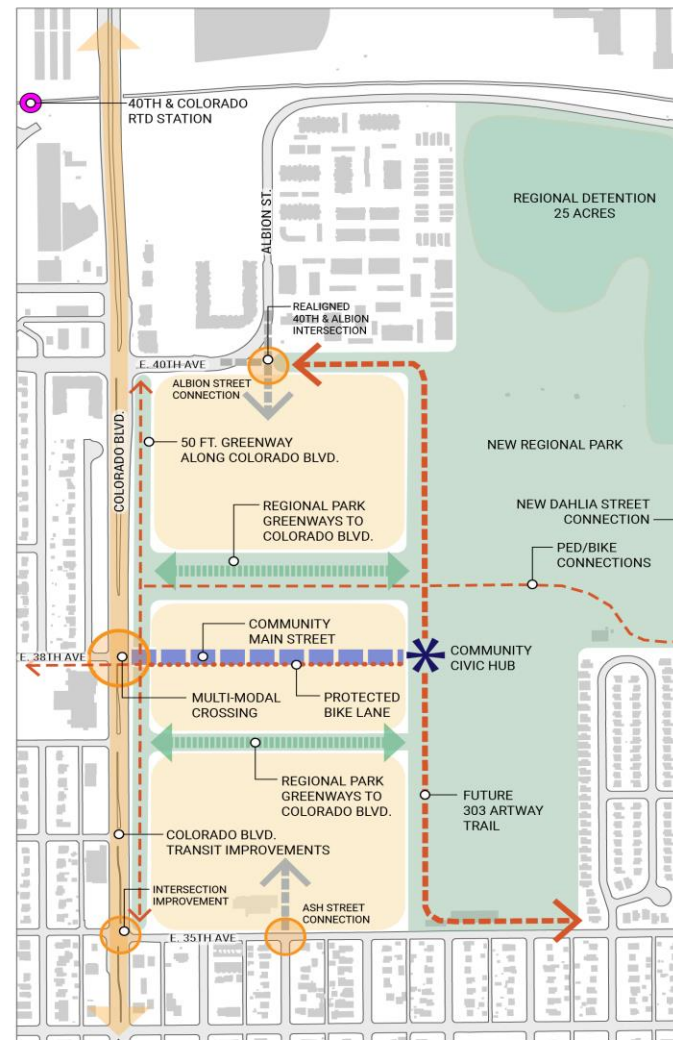 40TH & COLORADO
RTD STATION
ALBION ST.
REGIONAL DETENTION
25 ACRES
REALIGNED
40TH & ALBION
INTERSECTION
E. 40TH AVE
ALBION STREET
CONNECTION
COLORADO BLVD.
50 FT. GREENWAY
ALONG COLORADO BLVD.
NEW REGIONAL PARK
REGIONAL PARK
GREENWAYS TO
COLORADO BLVD.
NEW DAHLIA STREET
CONNECTION
PED/BIKE
CONNECTIONS
COMMUNITY
MAIN STREET
E. 38TH AVE
COMMUNITY
CIVIC HUB
MULTI-MODAL
CROSSING
PROTECTED
BIKE LANE
REGIONAL PARK
GREENWAYS TO
COLORADO BLVD.
FUTURE
303 ARTWAY
TRAIL
COLORADO BLVD.
TRANSIT IMPROVEMENTS
INTERSECTION
IMPROVEMENT
ASH STREET
CONNECTION
E. 35TH AVE